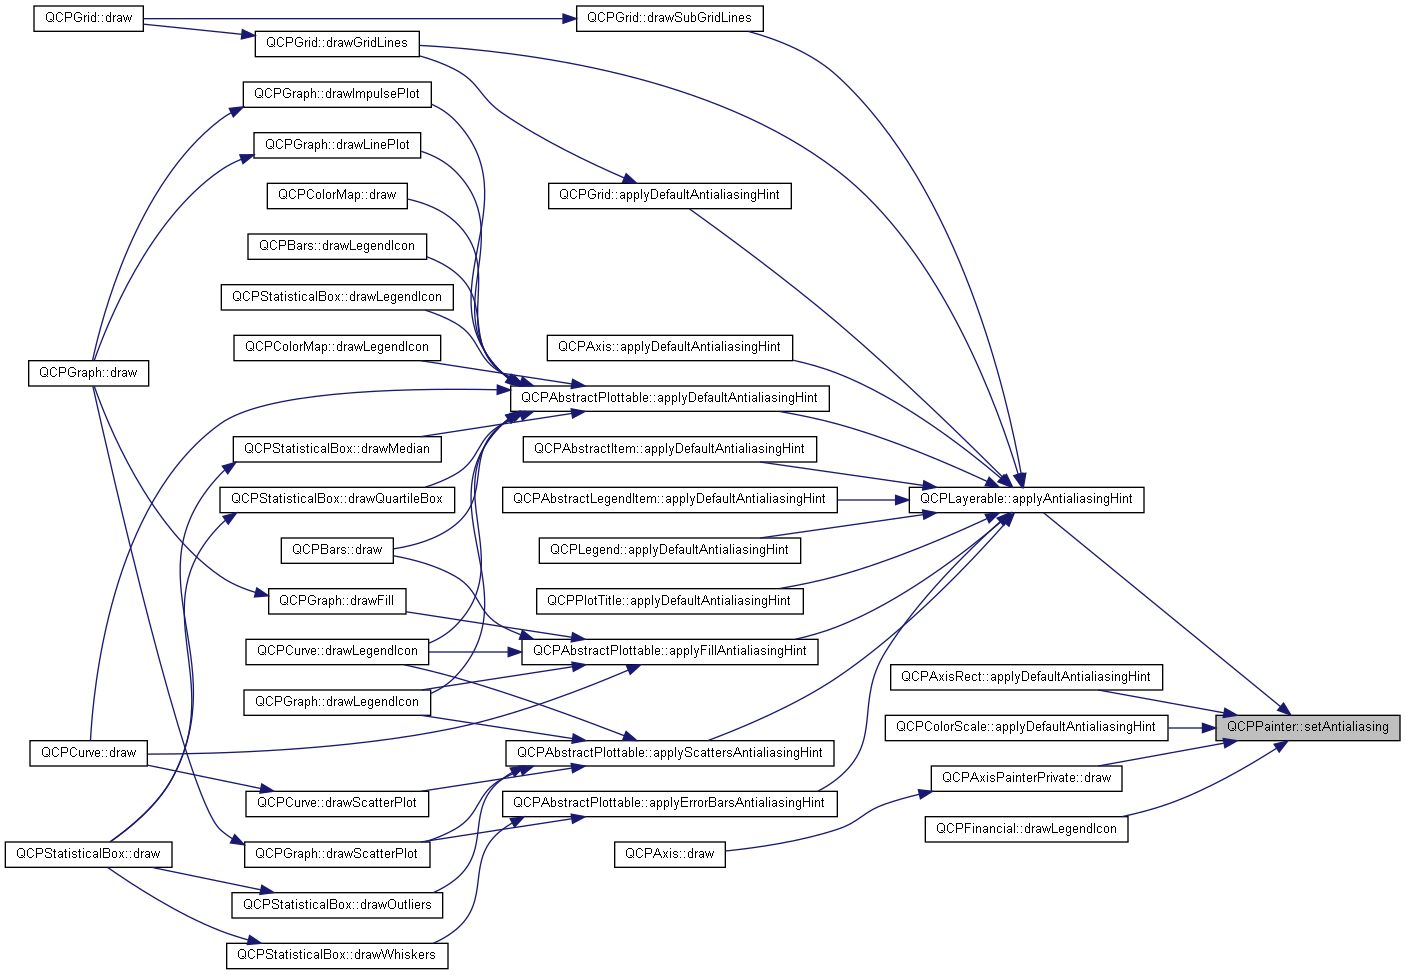 QCPGrid::draw
QCPGrid::drawSubGridLines
QCPGrid::drawGridLines
QCPGraph::drawImpulsePlot
QCPGraph::drawLinePlot
QCPColorMap::draw
QCPGrid::applyDefaultAntialiasingHint
QCPBars::drawLegendIcon
QCPStatisticalBox::drawLegendIcon
QCPColorMap::drawLegendIcon
QCPAxis::applyDefaultAntialiasingHint
QCPGraph::draw
QCPAbstractPlottable::applyDefaultAntialiasingHint
QCPStatisticalBox::drawMedian
QCPAbstractItem::applyDefaultAntialiasingHint
QCPStatisticalBox::drawQuartileBox
QCPAbstractLegendItem::applyDefaultAntialiasingHint
QCPLayerable::applyAntialiasingHint
QCPBars::draw
QCPLegend::applyDefaultAntialiasingHint
QCPGraph::drawFill
QCPPlotTitle::applyDefaultAntialiasingHint
QCPCurve::drawLegendIcon
QCPAbstractPlottable::applyFillAntialiasingHint
QCPAxisRect::applyDefaultAntialiasingHint
QCPGraph::drawLegendIcon
QCPColorScale::applyDefaultAntialiasingHint
QCPPainter::setAntialiasing
QCPCurve::draw
QCPAbstractPlottable::applyScattersAntialiasingHint
QCPAxisPainterPrivate::draw
QCPCurve::drawScatterPlot
QCPAbstractPlottable::applyErrorBarsAntialiasingHint
QCPFinancial::drawLegendIcon
QCPStatisticalBox::draw
QCPGraph::drawScatterPlot
QCPAxis::draw
QCPStatisticalBox::drawOutliers
QCPStatisticalBox::drawWhiskers